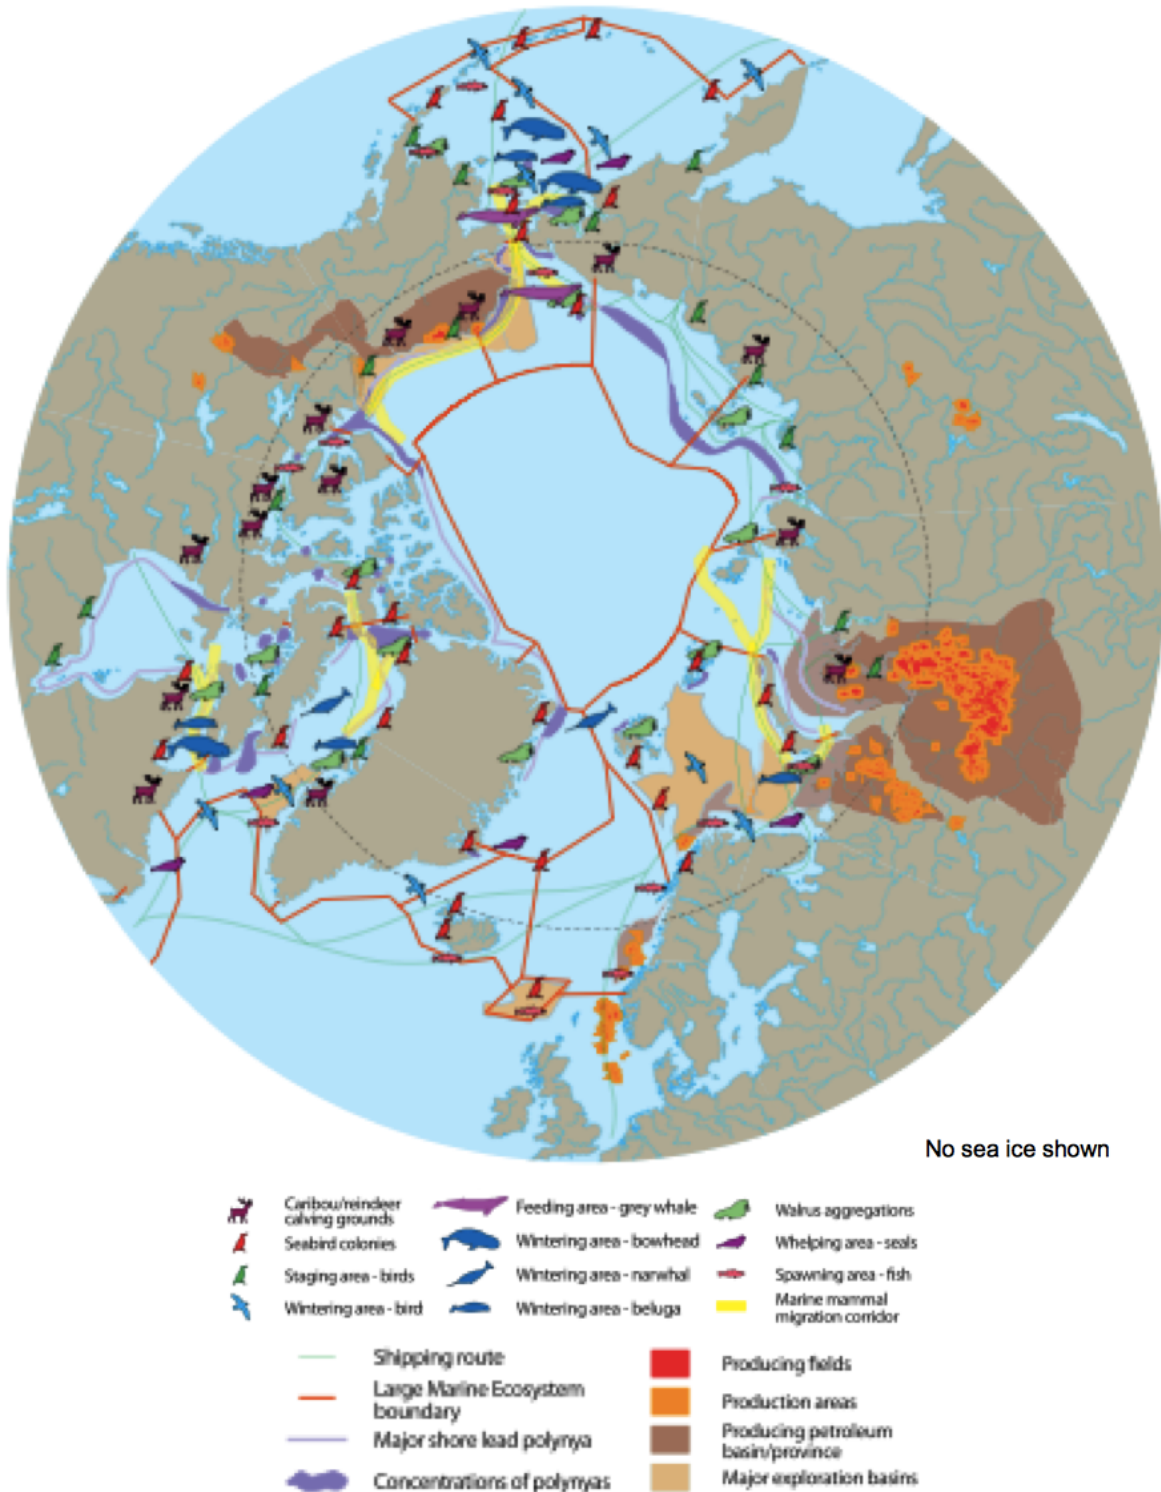 No sea ice shown
Caribou/reindeer
calving grounds
Seabird colonies
Staging area - birds
Wintering area - bird
Feeding area - grey whale
Wintering area - bowhead
Wintering area - narwhal
Wintering area - beluga
Walrus aggregations
Whelping area - seals
Spawning area - fish
Marine mammal
migration corridor
Shipping route
Large Marine Ecosystem
boundary
Major shore lead polynya
Concentrations of polynyas
Producing fields
Production areas
Producing petroleum
basin/province
Major exploration basins